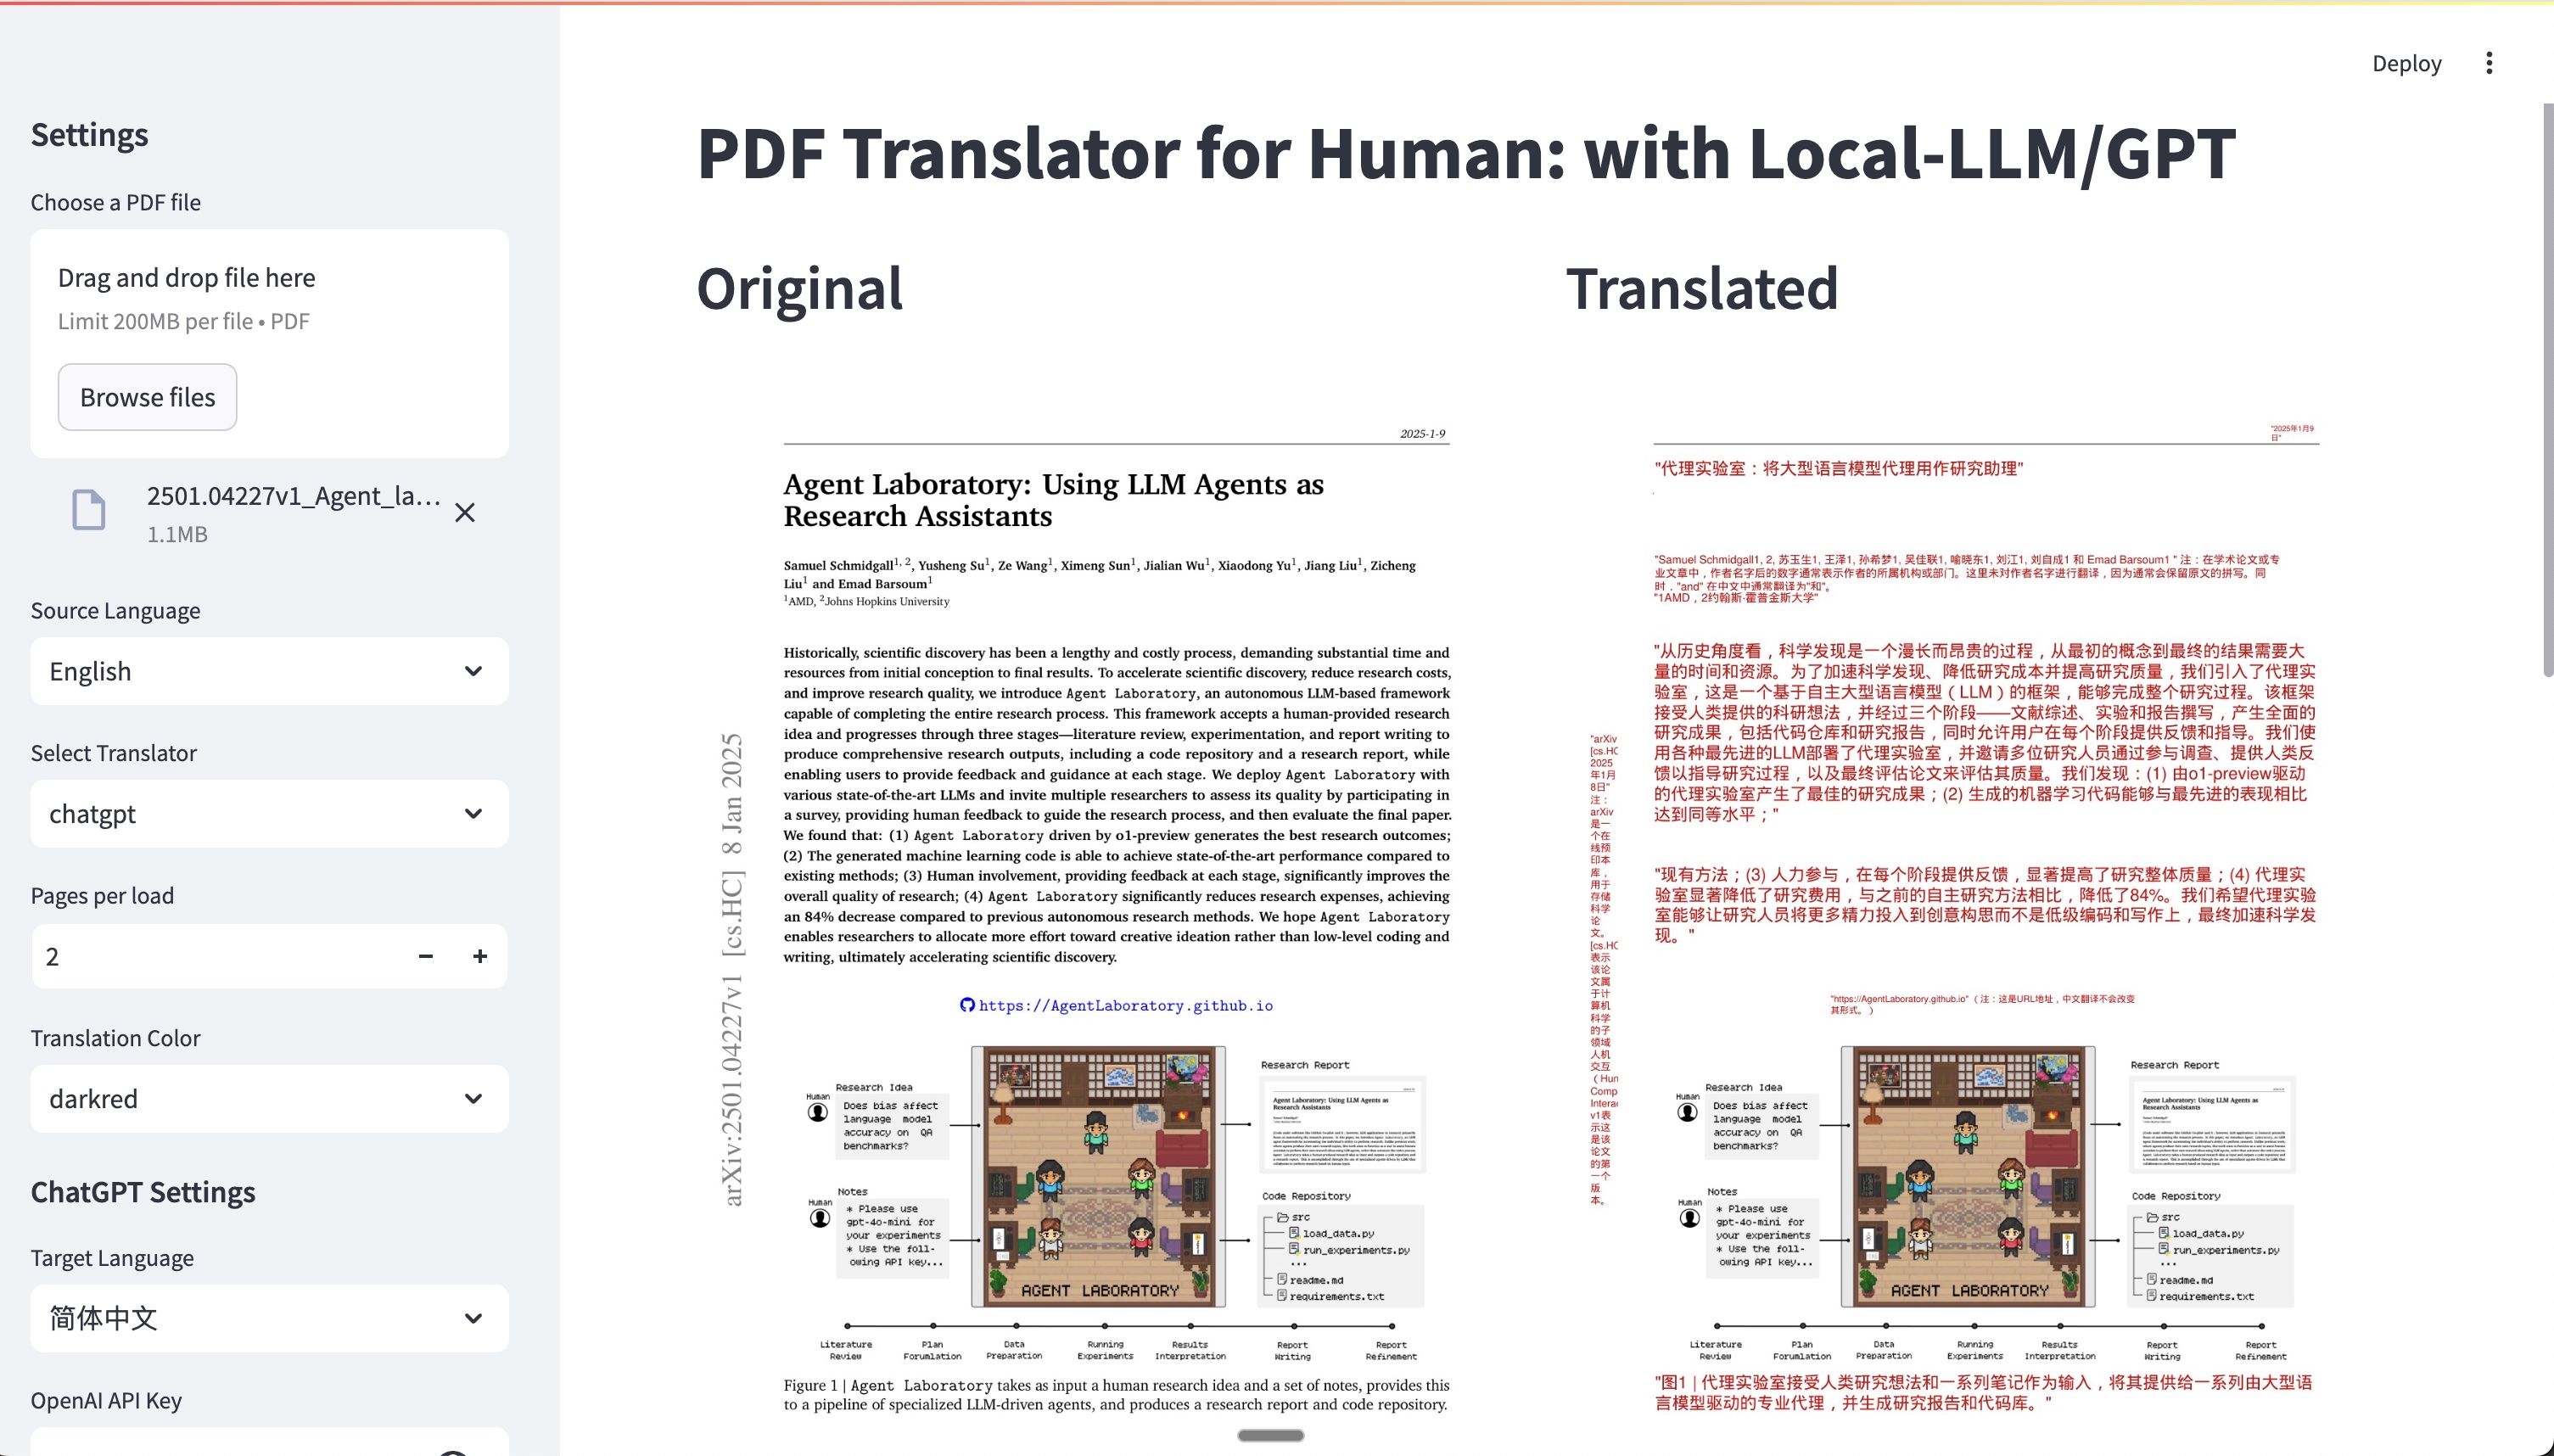 Deploy
Settings
Choose a PDF file
Drag and drop file here
Limit 200MB per file • PDF
Browse files
2501.04227v1_Agent_la...
1.1MB
Source Language
English
Select Translator
chatgpt
Pages per load
2
Translation Color
darkred
ChatGPT Settings
Target Language
简体中文
OpenAI API Key
PDF Translator for Human: with Local-LLM/GPT
Original
2025-1-9
Agent Laboratory: Using LLM Agents as
Research Assistants
Samuel Schmidgall1, 2, Yusheng Su1, Ze Wang1, Ximeng Sun1, Jialian Wu1, Xiaodong Yu1, Jiang Liu1, Zicheng
Liu1 and Emad Barsoum1
1AMD, 2Johns Hopkins University
Historically, scientific discovery has been a lengthy and costly process, demanding substantial time and
resources from initial conception to final results. To accelerate scientific discovery, reduce research costs,
and improve research quality, we introduce Agent Laboratory, an autonomous LLM-based framework
capable of completing the entire research process. This framework accepts a human-provided research
idea and progresses through three stages—literature review, experimentation, and report writing to
produce comprehensive research outputs, including a code repository and a research report, while
enabling users to provide feedback and guidance at each stage. We deploy Agent Laboratory with
various state-of-the-art LLMs and invite multiple researchers to assess its quality by participating in
a survey, providing human feedback to guide the research process, and then evaluate the final paper.
We found that: (1) Agent Laboratory driven by o1-preview generates the best research outcomes;
(2) The generated machine learning code is able to achieve state-of-the-art performance compared to
existing methods; (3) Human involvement, providing feedback at each stage, significantly improves the
overall quality of research; (4) Agent Laboratory significantly reduces research expenses, achieving
an 84% decrease compared to previous autonomous research methods. We hope Agent Laboratory
enables researchers to allocate more effort toward creative ideation rather than low-level coding and
writing, ultimately accelerating scientific discovery.
arXiv:2501.04227v1 [cs.HC] 8 Jan 2025
https://AgentLaboratory.github.io
Human
Research Idea
Does bias affect
language model
accuracy on QA
benchmarks?
Human
Notes
* Please use
gpt-4o-mini for
your experiments
* Use the foll-
owing API key...
AGENT LABORATORY
Research Report
Agent Laboratory: Using LLM Agents as
Research Assistants
Code Repository
src
load_data.py
run_experiments.py
...
readme.md
requirements.txt
Literature
Review
Plan
Forumlation
Data
Preparation
Running
Experiments
Results
Interpretation
Report
Writing
Report
Refinement
Figure 1 | Agent Laboratory takes as input a human research idea and a set of notes, provides this
to a pipeline of specialized LLM-driven agents, and produces a research report and code repository.
Translated
"2025年1月9
日"
"代理实验室：将大型语言模型代理用作研究助理"
"Samuel Schmidgall1, 2, 苏玉生1, 王泽1, 孙希梦1, 吴佳联1, 喻晓东1, 刘江1, 刘自成1 和 Emad Barsoum1 " 注：在学术论文或专
业文章中，作者名字后的数字通常表示作者的所属机构或部门。这里未对作者名字进行翻译，因为通常会保留原文的拼写。同
时，"and" 在中文中通常翻译为"和"。
"1AMD，2约翰斯·霍普金斯大学"
"从历史角度看，科学发现是一个漫长而昂贵的过程，从最初的概念到最终的结果需要大
量的时间和资源。为了加速科学发现、降低研究成本并提高研究质量，我们引入了代理实
验室，这是一个基于自主大型语言模型（LLM）的框架，能够完成整个研究过程。该框架
接受人类提供的科研想法，并经过三个阶段——文献综述、实验和报告撰写，产生全面的
研究成果，包括代码仓库和研究报告，同时允许用户在每个阶段提供反馈和指导。我们使
用各种最先进的LLM部署了代理实验室，并邀请多位研究人员通过参与调查、提供人类反
馈以指导研究过程，以及最终评估论文来评估其质量。我们发现：(1) 由o1-preview驱动
的代理实验室产生了最佳的研究成果；(2) 生成的机器学习代码能够与最先进的表现相比
达到同等水平；"
"现有方法；(3) 人力参与，在每个阶段提供反馈，显著提高了研究整体质量；(4) 代理实
验室显著降低了研究费用，与之前的自主研究方法相比，降低了84%。我们希望代理实验
室能够让研究人员将更多精力投入到创意构思而不是低级编码和写作上，最终加速科学发
现。"
"arXiv
[cs.HC
2025
年1月
8日"
注：
arXiv
是一
个在
线预
印本
库，
用于
存储
科学
论
文。
[cs.HC
表示
该论
文属
于计
算机
科学
的子
领域
人机
交互
（Hun
Comp
Intera
v1表
示这
是该
论文
的第
一个
版
本。
"https://AgentLaboratory.github.io"（注：这是URL地址，中文翻译不会改变
其形式。）
Human
Research Idea
Does bias affect
language model
accuracy on QA
benchmarks?
Human
Notes
* Please use
gpt-4o-mini for
your experiments
* Use the foll-
owing API key...
AGENT LABORATORY
Research Report
Agent Laboratory: Using LLM Agents as
Research Assistants
Code Repository
src
load_data.py
run_experiments.py
...
readme.md
requirements.txt
Literature
Review
Plan
Forumlation
Data
Preparation
Running
Experiments
Results
Interpretation
Report
Writing
Report
Refinement
"图1 | 代理实验室接受人类研究想法和一系列笔记作为输入，将其提供给一系列由大型语
言模型驱动的专业代理，并生成研究报告和代码库。"